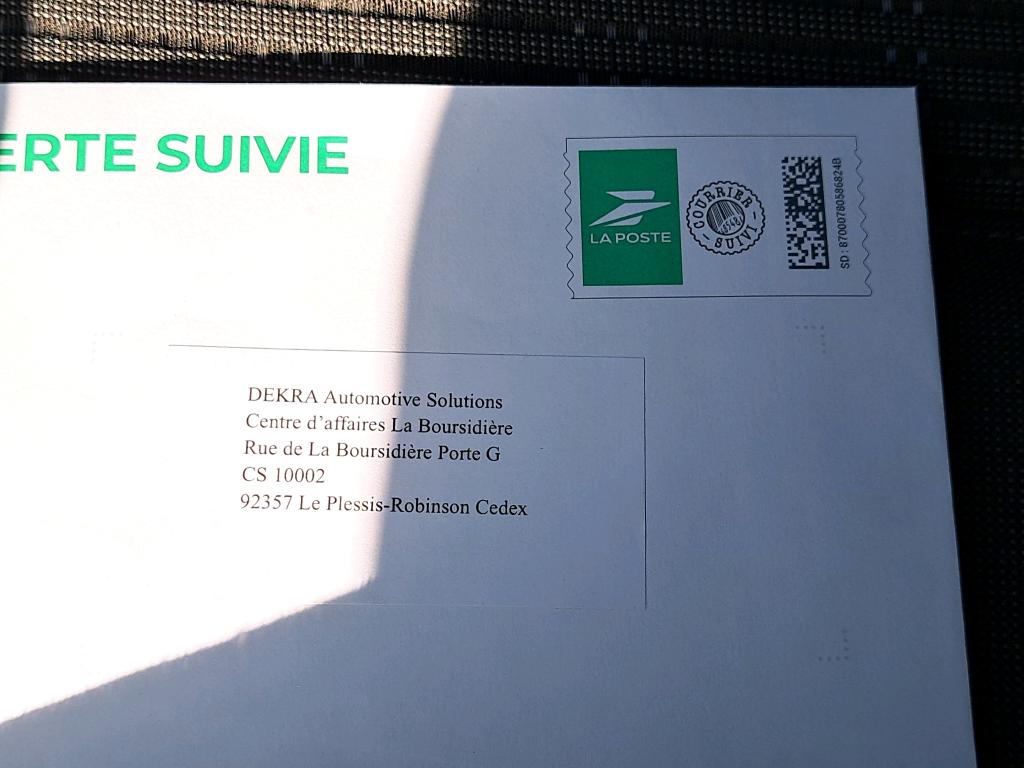 ERTE SUIVIE
LA POSTE
COURRIER
SUIVI
SD : 87000780586824B
DEKRA Automotive Solutions
Centre d'affaires La Boursidière
Rue de La Boursidière Porte G
CS 10002
92357 Le Plessis-Robinson Cedex